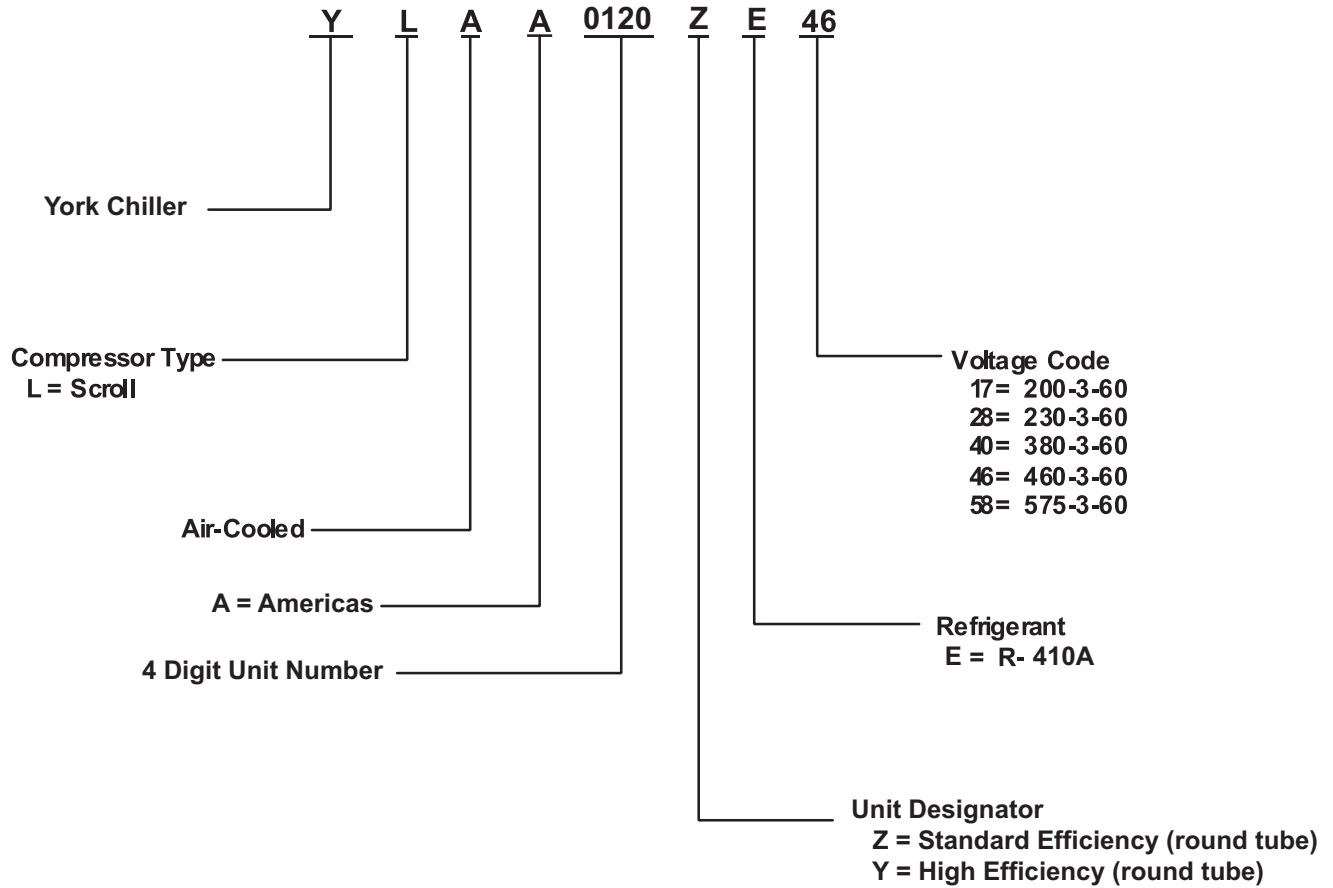 Y L A A 0120 Z E 46
York Chiller
Compressor Type
L = Scroll
Air-Cooled
A = Americas
4 Digit Unit Number
Voltage Code
17= 200-3-60
28= 230-3-60
40= 380-3-60
46= 460-3-60
58= 575-3-60
Refrigerant
E = R- 410A
Unit Designator
Z = Standard Efficiency (round tube)
Y = High Efficiency (round tube)